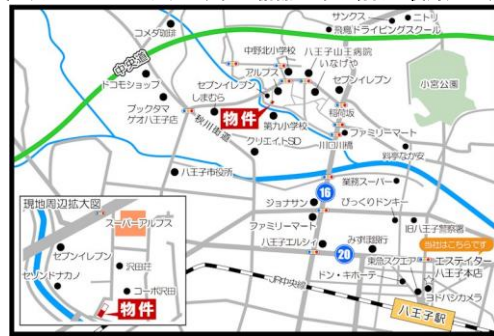 サンクス
ニトリ
飛鳥ドライビングスクール
コメダ珈琲
中野北小学校
八王子山王病院
いなげや
アルプス
セブンイレブン
小宮公園
中央道
ドコモショップ
セブンイレブン
しまむら
ブックタマ
ゲオ八王子店
物件
秋川街道
第九小学校
稲荷坂
ファミリーマート
クリエイトSD
川口川橋
料亭なか安
八王子市役所
16
業務スーパー
現地周辺拡大図
スーパーアルプス
ジョナサン
びっくりドンキー
ファミリーマート
旧八王子警察署
セブンイレブン
八王子エルシィ
みずほ銀行
当社はこちらです
20
東急スクエア
エステイター
八王子本店
沢田荘
セゾンドナカノ
JR中央線
ドン・キホーテ
コーポ沢田
ヨドバシカメラ
物件
八王子駅